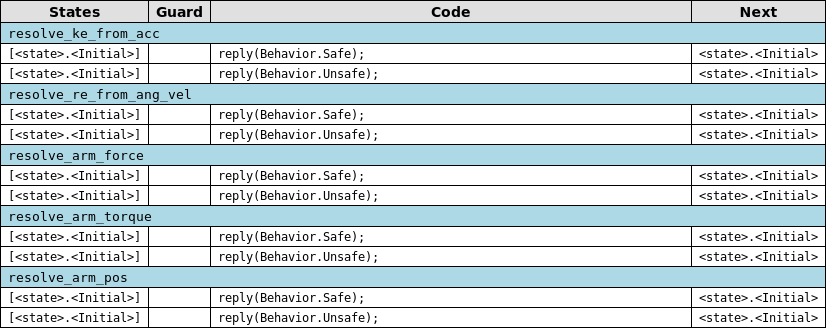 States Guard Code Next
resolve_ke_from_acc
[<state>.<Initial>] reply(Behavior.Safe); <state>.<Initial>
[<state>.<Initial>] reply(Behavior.Unsafe); <state>.<Initial>
resolve_re_from_ang_vel
[<state>.<Initial>] reply(Behavior.Safe); <state>.<Initial>
[<state>.<Initial>] reply(Behavior.Unsafe); <state>.<Initial>
resolve_arm_force
[<state>.<Initial>] reply(Behavior.Safe); <state>.<Initial>
[<state>.<Initial>] reply(Behavior.Unsafe); <state>.<Initial>
resolve_arm_torque
[<state>.<Initial>] reply(Behavior.Safe); <state>.<Initial>
[<state>.<Initial>] reply(Behavior.Unsafe); <state>.<Initial>
resolve_arm_pos
[<state>.<Initial>] reply(Behavior.Safe); <state>.<Initial>
[<state>.<Initial>] reply(Behavior.Unsafe); <state>.<Initial>